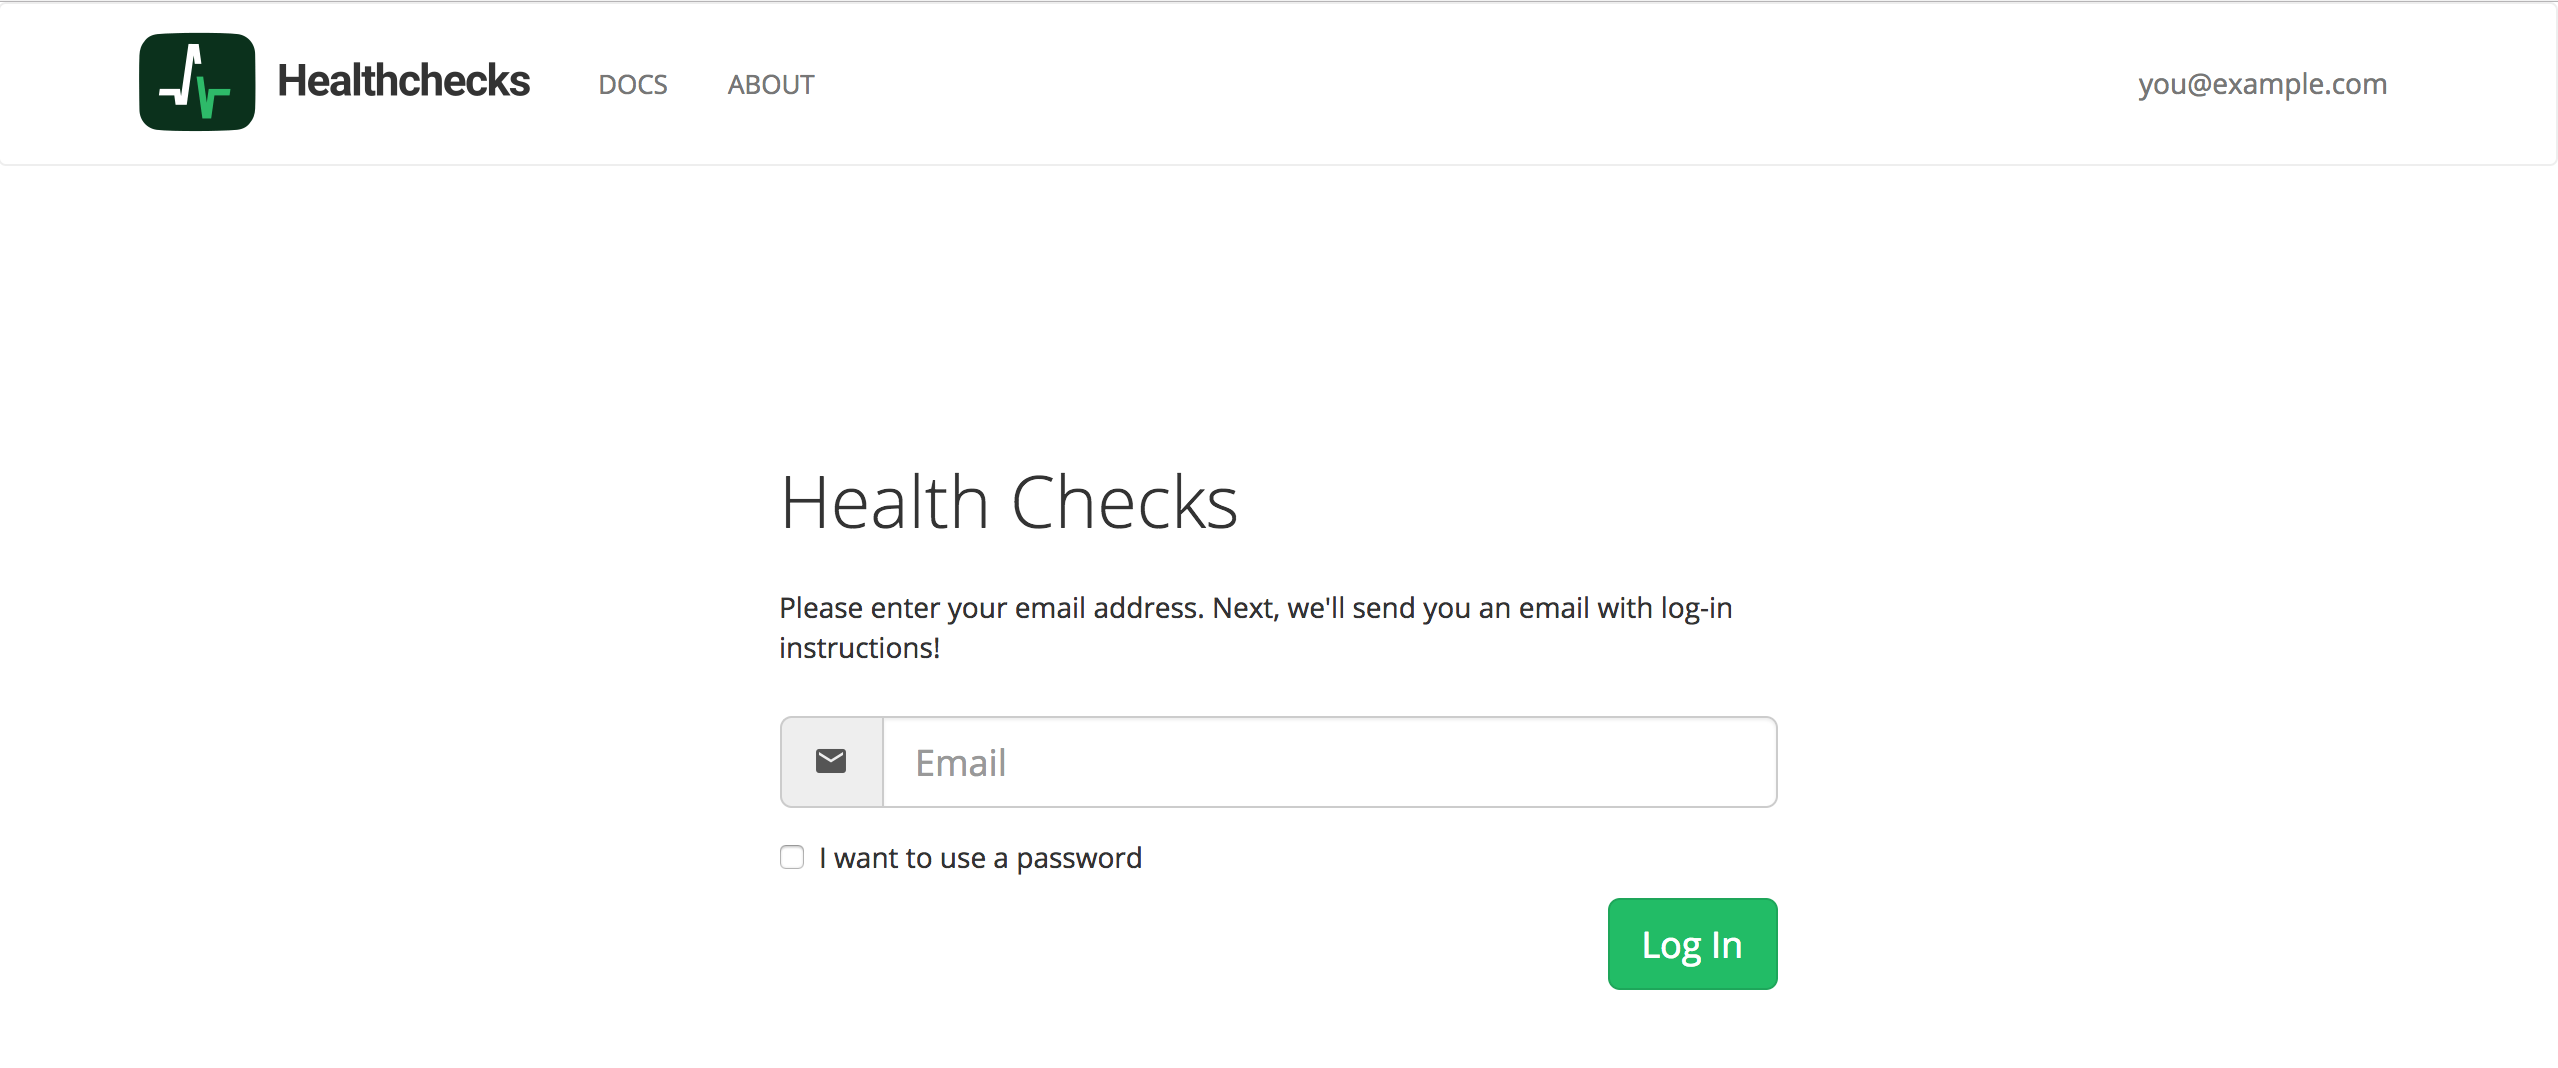 Healthchecks
DOCS
ABOUT
you@example.com
Health Checks
Please enter your email address. Next, we'll send you an email with log-in
instructions!
Email
I want to use a password
Log In